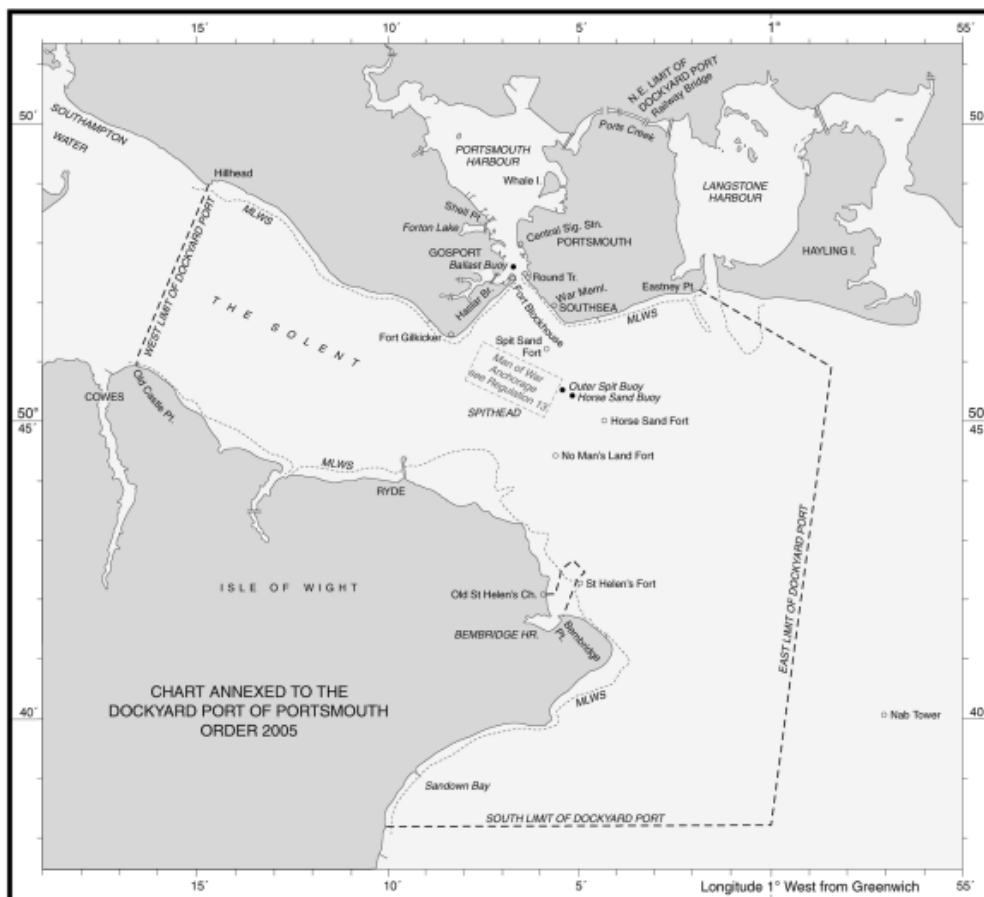 15´
10´
5´
1°
55´
50´
50´
SOUTHAMPTON
WATER
Hillhead
MLWS
WEST LIMIT OF DOCKYARD PORT
THE SOLENT
PORTSMOUTH
HARBOUR
Whale I.
N.E. LIMIT OF
DOCKYARD PORT
Railway Bridge
Ports Creek
LANGSTONE
HARBOUR
HAYLING I.
Shell Pt.
Forton Lake
Central Sig. Stn.
PORTSMOUTH
GOSPORT
Ballast Buoy
Round Tr.
Eastney Pt.
Haslar Br.
Fort Blockhouse
War Meml.
SOUTHSEA
MLWS
Fort Gilkicker
Spit Sand
Fort
Man of War
Anchorage
see Regulation 13
Outer Spit Buoy
Horse Sand Buoy
SPITHEAD
Horse Sand Fort
No Man's Land Fort
COWES
Old Castle Pt.
50°
45´
50°
45´
MLWS
RYDE
ISLE OF WIGHT
St Helen's Fort
Old St Helen's Ch.
BEMBRIDGE HR.
Bembridge
Pt.
MLWS
EAST LIMIT OF DOCKYARD PORT
CHART ANNEXED TO THE
DOCKYARD PORT OF PORTSMOUTH
ORDER 2005
40´
40´
Nab Tower
Sandown Bay
SOUTH LIMIT OF DOCKYARD PORT
Longitude 1° West from Greenwich
15´
10´
5´
55´